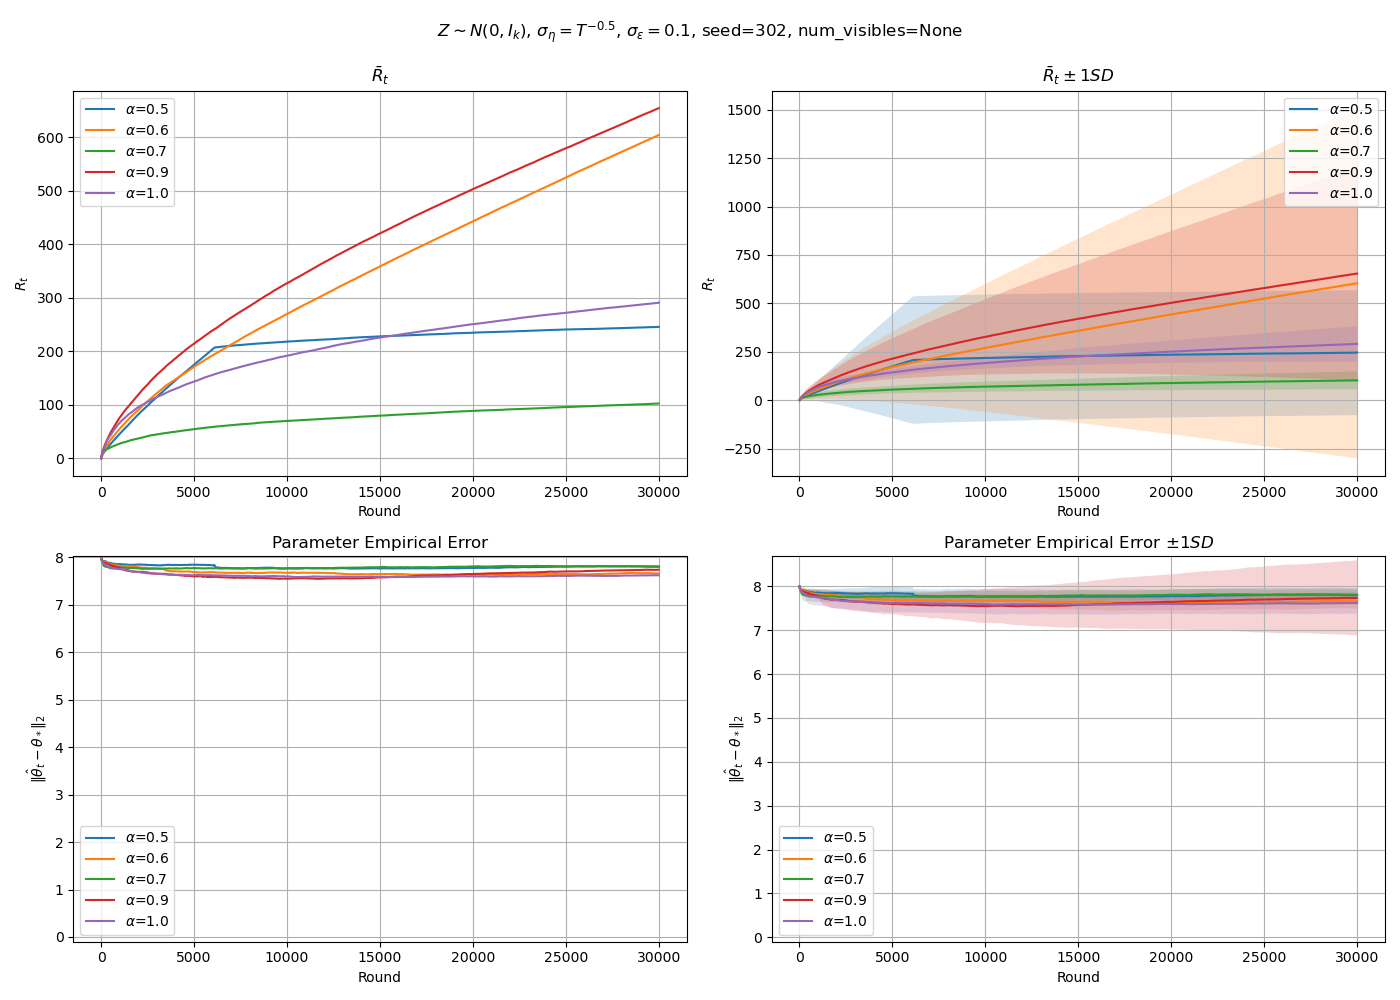 Z ~ N(0, I_k), σ_η = T^{−0.5}, σ_ε = 0.1, seed=302, num_visibles=None
R̄_t
R_t
600
500
400
300
200
100
0
α=0.5
α=0.6
α=0.7
α=0.9
α=1.0
0 5000 10000 15000 20000 25000 30000
Round
R̄_t ± 1SD
R_t
1500
1250
1000
750
500
250
0
−250
α=0.5
α=0.6
α=0.7
α=0.9
α=1.0
0 5000 10000 15000 20000 25000 30000
Round
Parameter Empirical Error
‖θ̂_t − θ_*‖_2
8
7
6
5
4
3
2
1
0
α=0.5
α=0.6
α=0.7
α=0.9
α=1.0
0 5000 10000 15000 20000 25000 30000
Round
Parameter Empirical Error ±1SD
‖θ̂_t − θ_*‖_2
8
7
6
5
4
3
2
1
0
α=0.5
α=0.6
α=0.7
α=0.9
α=1.0
0 5000 10000 15000 20000 25000 30000
Round